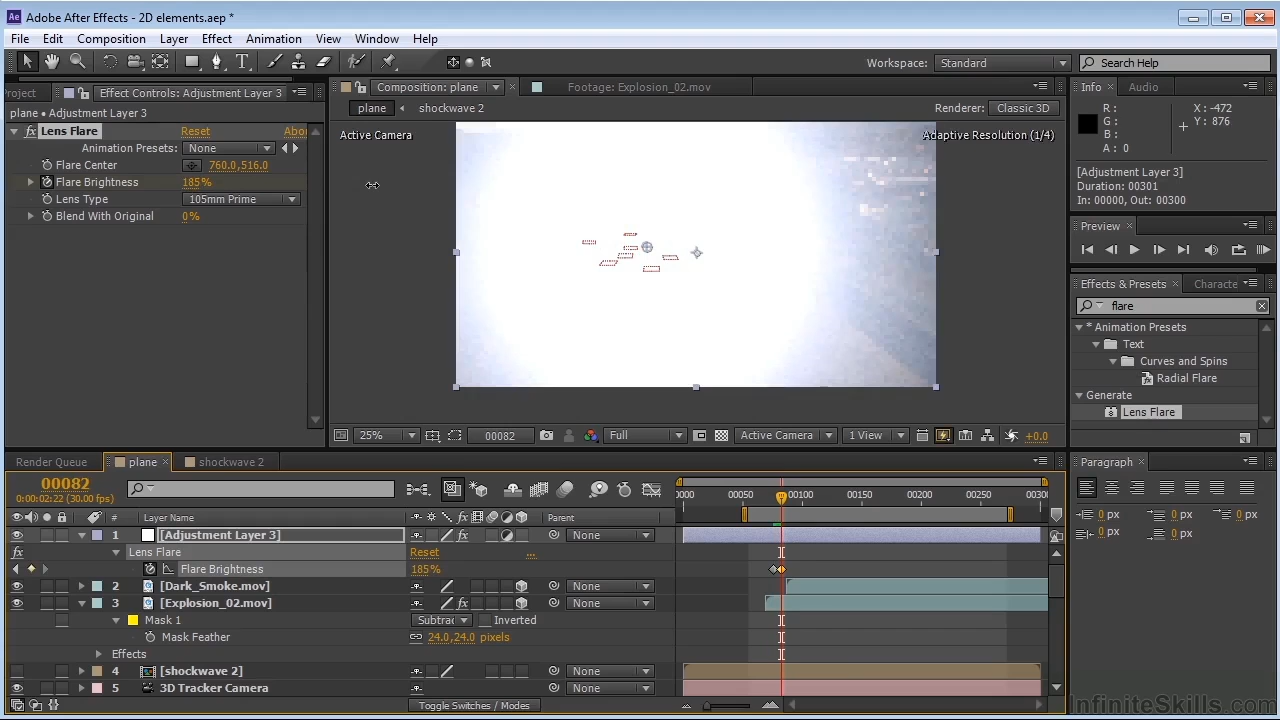 Adobe After Effects - 2D elements.aep *
File Edit Composition Layer Effect Animation View Window Help
Workspace: Standard Search Help
roject Effect Controls: Adjustment Layer 3
plane • Adjustment Layer 3
Lens Flare Reset Abou
Animation Presets: None
Flare Center 760.0,516.0
Flare Brightness 185%
Lens Type 105mm Prime
Blend With Original 0%
Composition: plane Footage: Explosion_02.mov
plane shockwave 2 Renderer: Classic 3D
Active Camera Adaptive Resolution (1/4)
25% 00082 Full Active Camera 1 View +0.0
Info Audio
R: X: -472
G: Y: 876
B:
A: 0
[Adjustment Layer 3]
Duration: 00301
In: 00000, Out: 00300
Preview
Effects & Presets Characte
flare
* Animation Presets
Text
Curves and Spins
Radial Flare
Generate
Lens Flare
Paragraph
0 px 0 px 0 px
0 px 0 px
Render Queue plane shockwave 2
00082
0:00:02:22 (30.00 fps)
0000 00050 00100 00150 00200 00250 00300
# Layer Name Parent
1 [Adjustment Layer 3] None
Lens Flare Reset ...
Flare Brightness 185%
2 [Dark_Smoke.mov] None
3 [Explosion_02.mov] None
Mask 1 Subtrac Inverted
Mask Feather 24.0,24.0 pixels
Effects
4 [shockwave 2] None
5 3D Tracker Camera None
Toggle Switches / Modes
InfiniteSkills.com